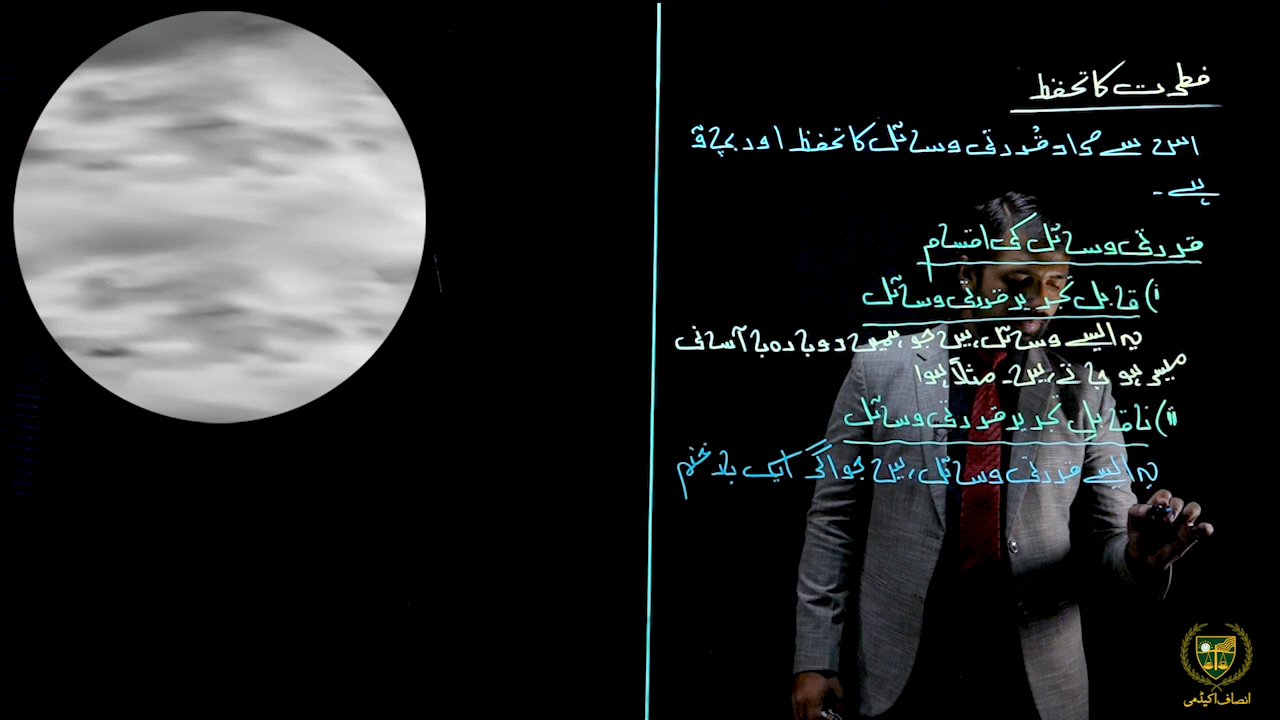 فطرت کا تحفظ
اس سے مراد قدرتی وسائل کا تحفظ اور بچاؤ
ہے۔
قدرتی وسائل کی اقسام
i) قابل تجدید قدرتی وسائل
یہ ایسے وسائل ہیں جو ہمیں دوبارہ بآسانی
میسر ہو جاتے ہیں۔ مثلاً ہوا
ii) ناقابلِ تجدید قدرتی وسائل
یہ ایسے قدرتی وسائل ہیں جو اگر ایک بار ختم
انصاف اکیڈمی